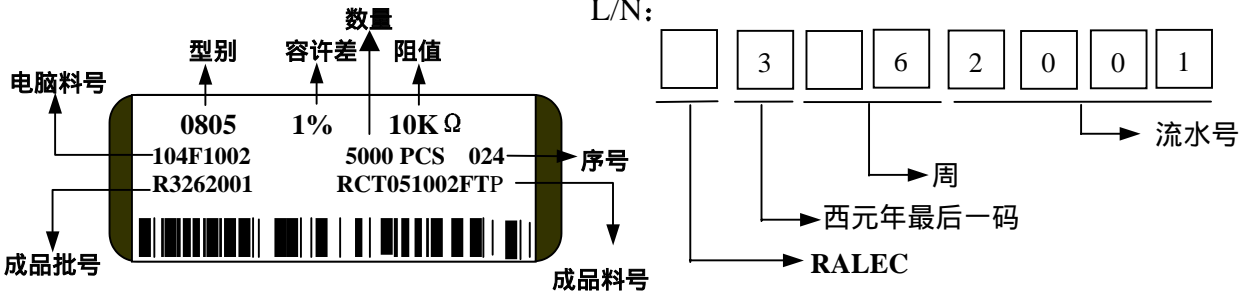 数量
L/N：
型别 容许差 阻值
3 6 2 0 0 1
电脑料号
0805 1% 10K Ω
流水号
104F1002 5000 PCS 024
序号
周
R3262001 RCT051002FTP
西元年最后一码
RALEC
成品批号
成品料号